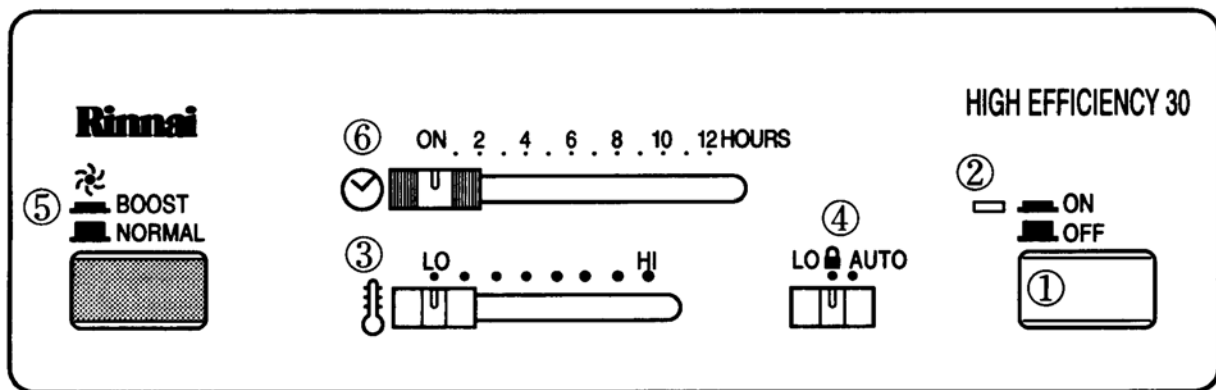 Rinnai
⑤ BOOST
NORMAL
⑥ ON . 2 . 4 . 6 . 8 . 10 . 12 HOURS
③ LO HI
④
LO AUTO
HIGH EFFICIENCY 30
②
ON
OFF
①